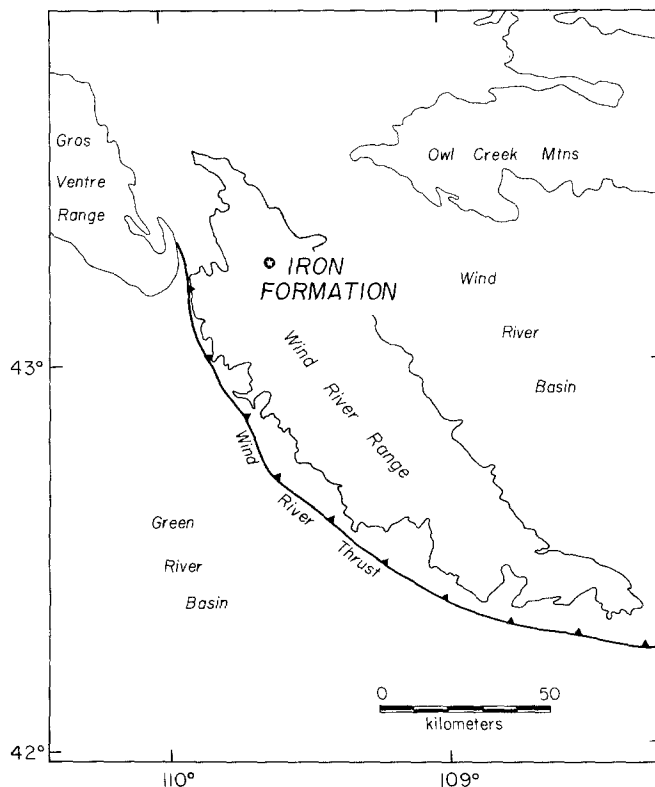 Gros
Ventre
Range
Owl Creek Mtns
IRON
FORMATION
Wind
River
Basin
43°
Wind River Range
Wind River Thrust
Green
River
Basin
0 50
kilometers
42°
110° 109°